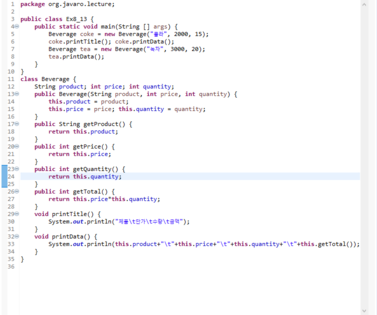 1 package org.javaro.lecture;
2
3 public class Ex8_13 {
4 public static void main(String [] args) {
5 Beverage coke = new Beverage("콜라", 2000, 15);
6 coke.printTitle(); coke.printData();
7 Beverage tea = new Beverage("녹차", 3000, 20);
8 tea.printData();
9 }
10 }
11 class Beverage {
12 String product; int price; int quantity;
13 public Beverage(String product, int price, int quantity) {
14 this.product = product;
15 this.price = price; this.quantity = quantity;
16 }
17 public String getProduct() {
18 return this.product;
19 }
20 public int getPrice() {
21 return this.price;
22 }
23 public int getQuantity() {
24 return this.quantity;
25 }
26 public int getTotal() {
27 return this.price*this.quantity;
28 }
29 void printTitle() {
30 System.out.println("제품\t단가\t수량\t금액");
31 }
32 void printData() {
33 System.out.println(this.product+"\t"+this.price+"\t"+this.quantity+"\t"+this.getTotal());
34 }
35 }
36